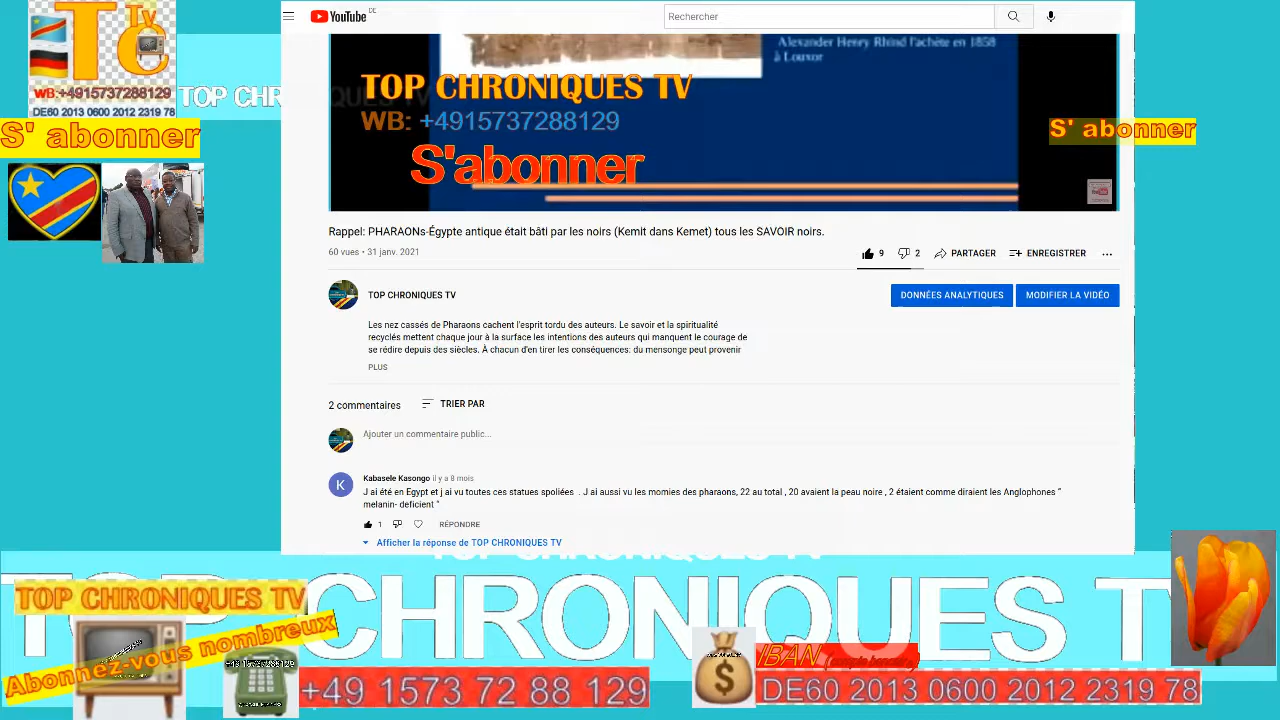 Tv
TC
WB:+4915737288129
DE60 2013 0600 2012 2319 78
S' abonner
TOP CHR
YouTube DE
Rechercher
Alexander Henry Rhind l'achète en 1858
à Louxor
TOP CHRONIQUES TV
WB: +4915737288129
S'abonner
S' abonner
Rappel: PHARAONs-Égypte antique était bâti par les noirs (Kemit dans Kemet) tous les SAVOIR noirs.
60 vues • 31 janv. 2021
9 2 PARTAGER ENREGISTRER ...
TOP CHRONIQUES TV
DONNÉES ANALYTIQUES MODIFIER LA VIDÉO
Les nez cassés de Pharaons cachent l'esprit tordu des auteurs. Le savoir et la spiritualité
recyclés mettent chaque jour à la surface les intentions des auteurs qui manquent le courage de
se rédire depuis des siècles. À chacun d'en tirer les conséquences: du mensonge peut provenir
PLUS
2 commentaires TRIER PAR
Ajouter un commentaire public...
K
Kabasele Kasongo il y a 8 mois
J ai été en Egypt et j ai vu toutes ces statues spoliées . J ai aussi vu les momies des pharaons, 22 au total , 20 avaient la peau noire , 2 étaient comme diraient les Anglophones “
melanin- deficient "
1 RÉPONDRE
Afficher la réponse de TOP CHRONIQUES TV
TOP CHRONIQUES TV
TOP CHRONIQUES TV
TOP CHRONIQUES TV
Abonnez-vous nombreux
+49 1573 72 88 129
IBAN (compte bancaire)
DE60 2013 0600 2012 2319 78